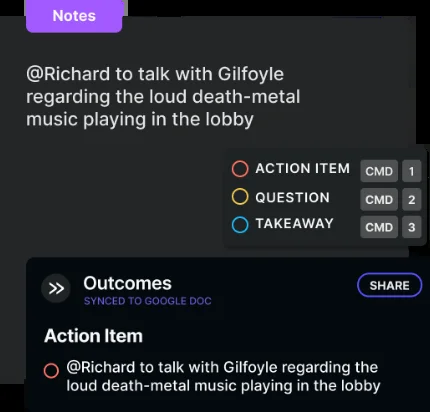 Notes
@Richard to talk with Gilfoyle
regarding the loud death-metal
music playing in the lobby
ACTION ITEM CMD 1
QUESTION CMD 2
TAKEAWAY CMD 3
Outcomes
SHARE
SYNCED TO GOOGLE DOC
Action Item
@Richard to talk with Gilfoyle regarding the
loud death-metal music playing in the lobby